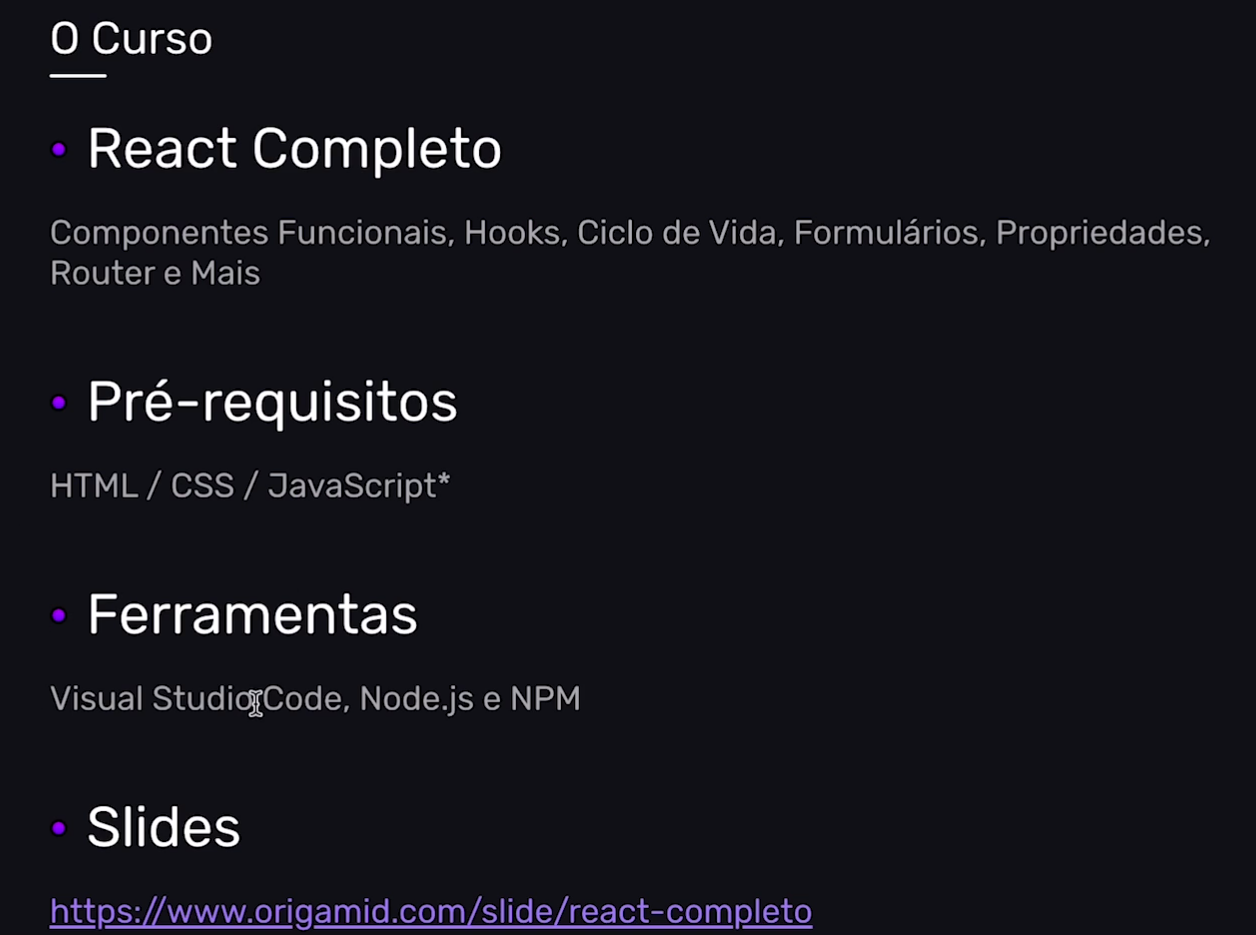 O Curso
React Completo
Componentes Funcionais, Hooks, Ciclo de Vida, Formulários, Propriedades,
Router e Mais
Pré-requisitos
HTML / CSS / JavaScript*
Ferramentas
Visual Studio Code, Node.js e NPM
Slides
https://www.origamid.com/slide/react-completo